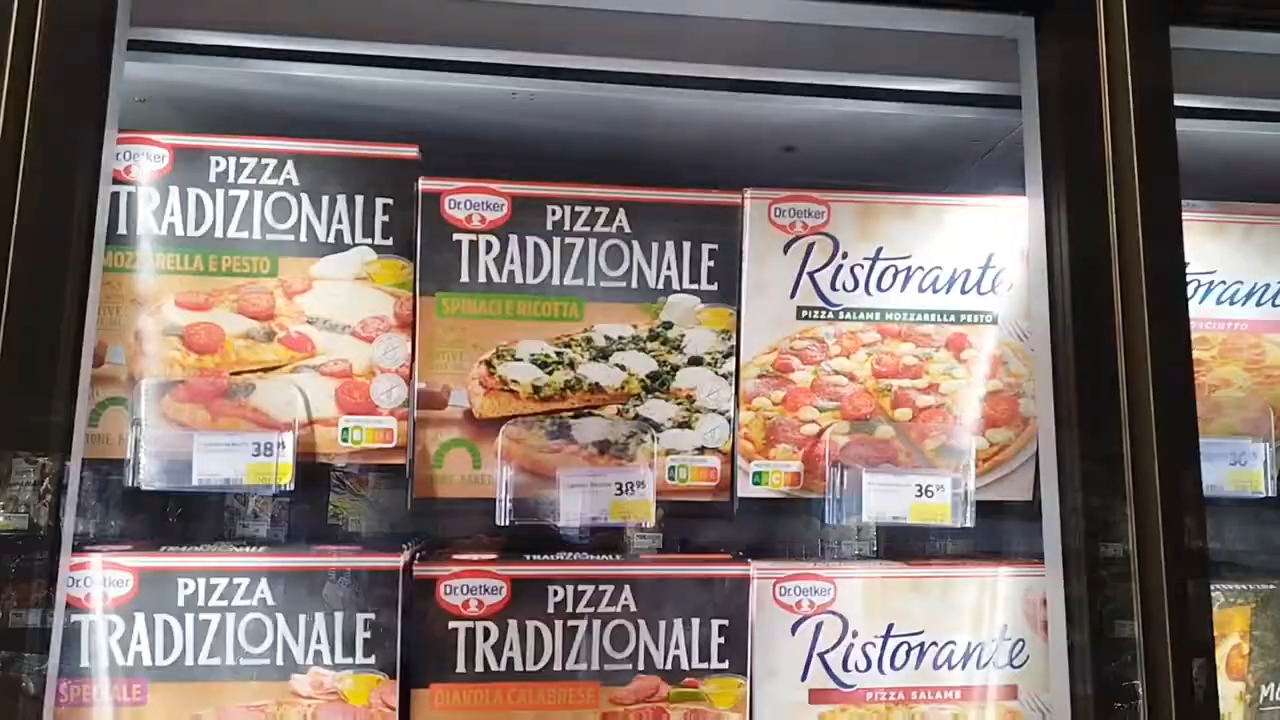 Dr.Oetker
PIZZA
TRADIZIONALE
MOZZARELLA E PESTO
38
Dr.Oetker
PIZZA
TRADIZIONALE
SPINACI E RICOTTA
38 95
Dr.Oetker
Ristorante
PIZZA SALAME MOZZARELLA PESTO
36 95
Dr.Oetker
PIZZA
TRADIZIONALE
SPECIALE
TRADIZIONALE
Dr.Oetker
PIZZA
TRADIZIONALE
DIAVOLA CALABRESE
Dr.Oetker
Ristorante
PIZZA SALAME